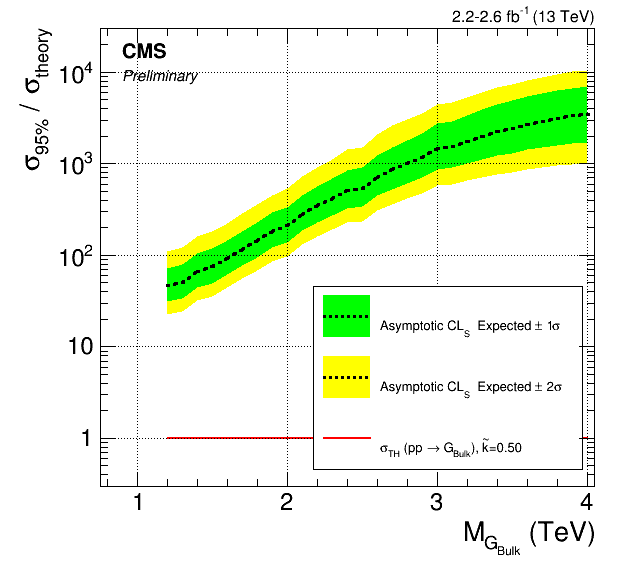 2.2-2.6 fb⁻¹ (13 TeV)
CMS
Preliminary
σ95% / σtheory
10⁴
10³
10²
10
1
Asymptotic CLS Expected ± 1σ
Asymptotic CLS Expected ± 2σ
σTH (pp → GBulk), k̃=0.50
1 2 3 4
MGBulk (TeV)